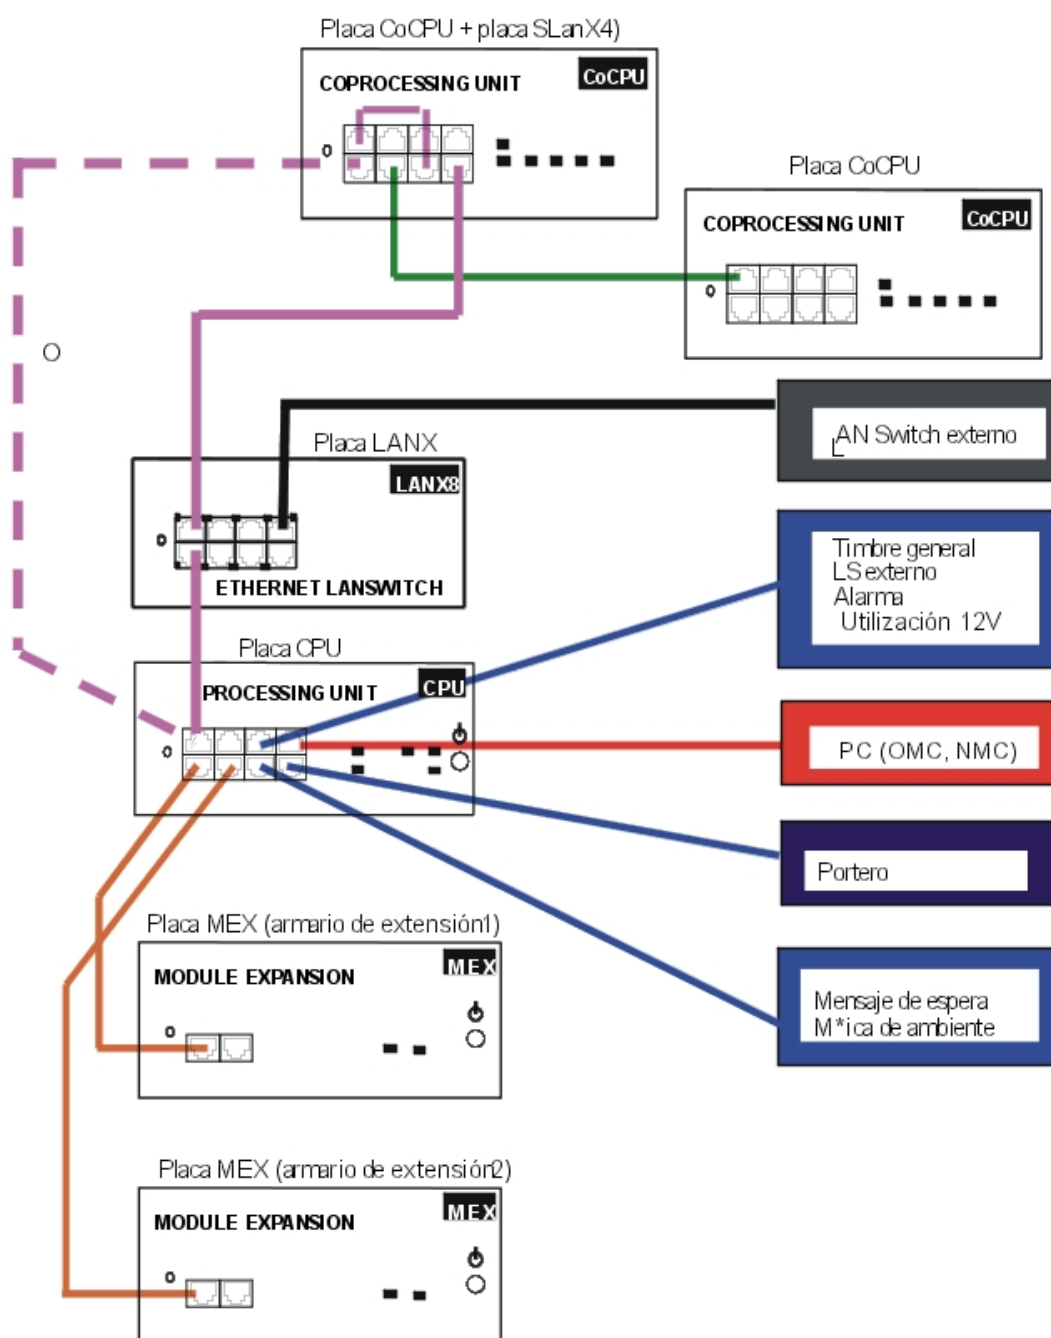 Placa CoCPU + placa SLanX4)
COPROCESSING UNIT
CoCPU
Placa CoCPU
COPROCESSING UNIT
CoCPU
O
LAN Switch externo
Placa LANX
LANX8
ETHERNET LANSWITCH
Timbre general
LS externo
Alarma
Utilización 12V
Placa CPU
PROCESSING UNIT
CPU
PC (OMC, NMC)
Portero
Placa MEX (armario de extensión1)
MODULE EXPANSION
MEX
Mensaje de espera
M*ica de ambiente
Placa MEX (armario de extensión2)
MODULE EXPANSION
MEX